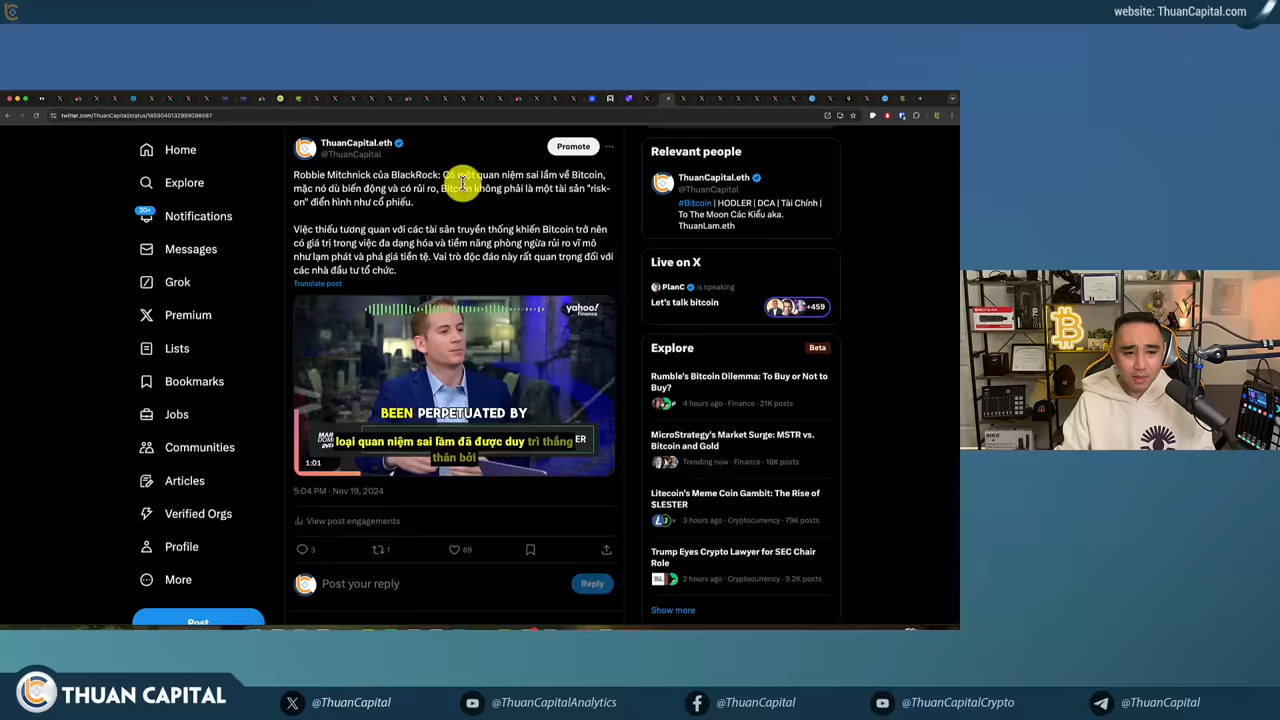 website: ThuanCapital.com
twitter.com/ThuanCapital/status/1859040132999098587
Home
Explore
20+
Notifications
Messages
Grok
Premium
Lists
Bookmarks
Jobs
Communities
Articles
Verified Orgs
Profile
More
Post
ThuanCapital.eth
@ThuanCapital
Promote
Robbie Mitchnick của BlackRock: Có một quan niệm sai lầm về Bitcoin,
mặc dù biến động và có rủi ro, Bitcoin không phải là một tài sản "risk-
on" điển hình như cổ phiếu.
Việc thiếu tương quan với các tài sản truyền thống khiến Bitcoin trở nên
có giá trị trong việc đa dạng hóa và tiềm năng phòng ngừa rủi ro vĩ mô
như lạm phát và phá giá tiền tệ. Vai trò độc đáo này rất quan trọng đối với
các nhà đầu tư tổ chức.
Translate post
yahoo!
finance
BEEN PERPETUATED BY
loại quan niệm sai lầm đã được duy trì thẳng
thắn bởi
ER
1:01
5:04 PM · Nov 19, 2024
View post engagements
3
1
69
Post your reply
Reply
Relevant people
ThuanCapital.eth
@ThuanCapital
#Bitcoin | HODLER | DCA | Tài Chính |
To The Moon Các Kiểu aka.
ThuanLam.eth
Live on X
PlanC is speaking
Let's talk bitcoin
+459
Explore
Beta
Rumble's Bitcoin Dilemma: To Buy or Not to
Buy?
4 hours ago · Finance · 21K posts
MicroStrategy's Market Surge: MSTR vs.
Bitcoin and Gold
Trending now · Finance · 18K posts
Litecoin's Meme Coin Gambit: The Rise of
$LESTER
3 hours ago · Cryptocurrency · 79K posts
Trump Eyes Crypto Lawyer for SEC Chair
Role
2 hours ago · Cryptocurrency · 9.2K posts
Show more
THUAN CAPITAL
@ThuanCapital
@ThuanCapitalAnalytics
@ThuanCapital
@ThuanCapitalCrypto
@ThuanCapital